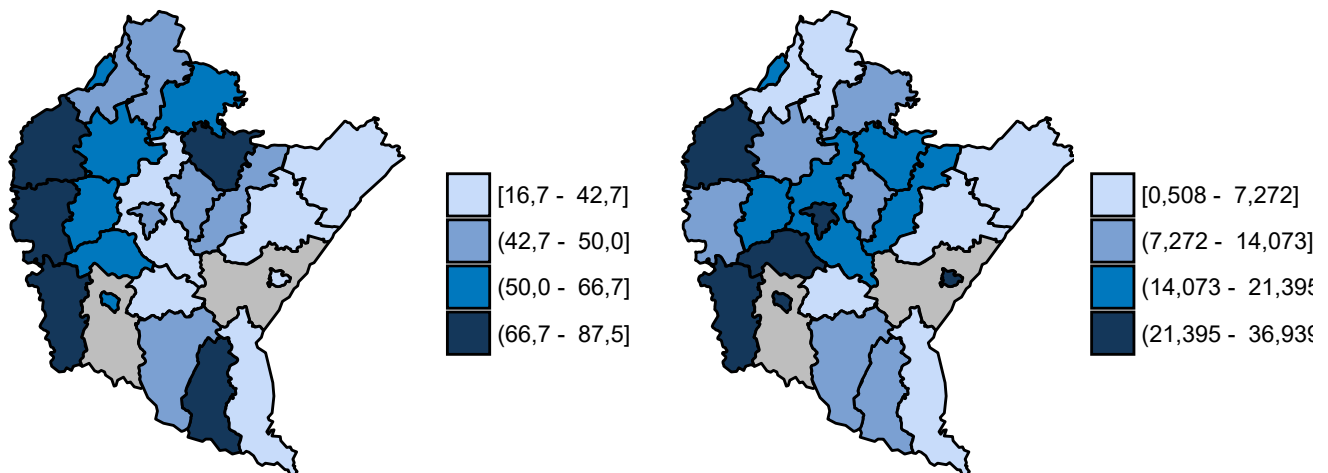 [16,7 - 42,7]
(42,7 - 50,0]
(50,0 - 66,7]
(66,7 - 87,5]
[0,508 - 7,272]
(7,272 - 14,073]
(14,073 - 21,395
(21,395 - 36,939